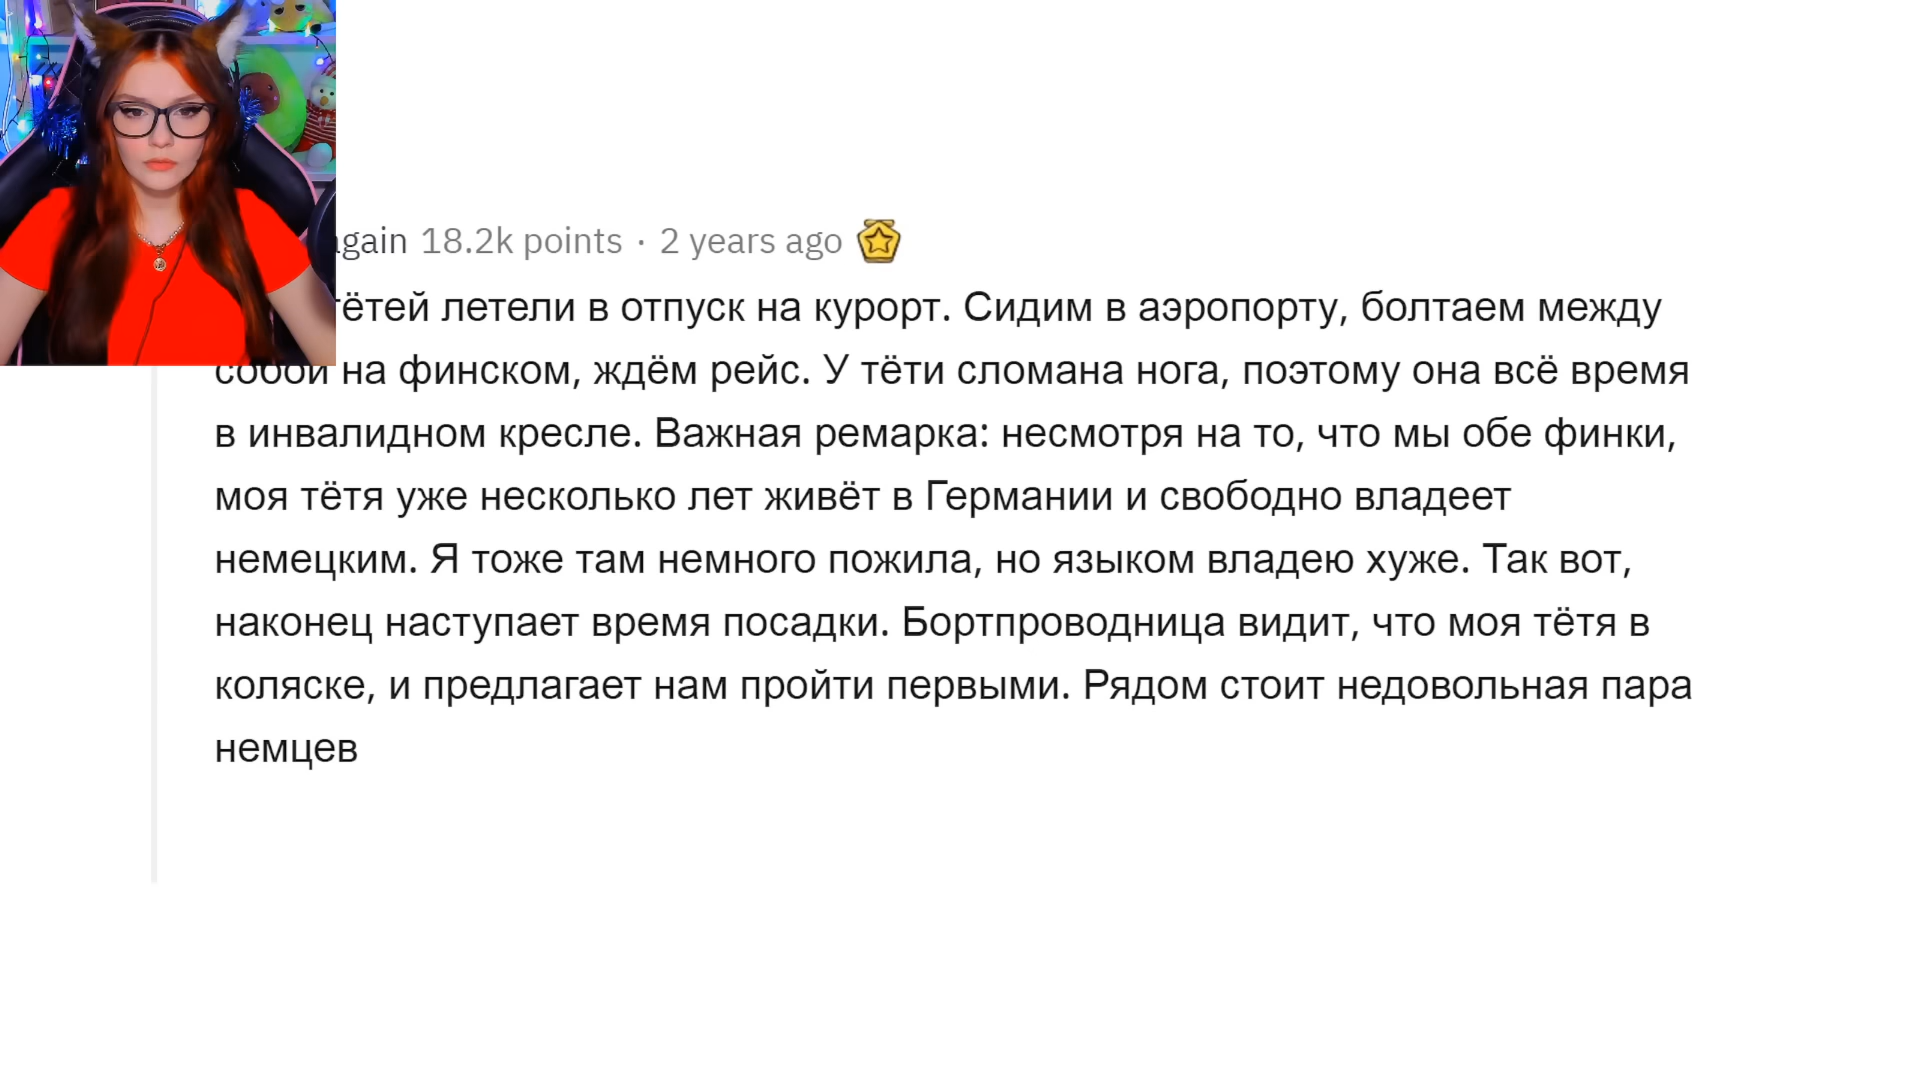 again 18.2k points · 2 years ago
тётей летели в отпуск на курорт. Сидим в аэропорту, болтаем между
собой на финском, ждём рейс. У тёти сломана нога, поэтому она всё время
в инвалидном кресле. Важная ремарка: несмотря на то, что мы обе финки,
моя тётя уже несколько лет живёт в Германии и свободно владеет
немецким. Я тоже там немного пожила, но языком владею хуже. Так вот,
наконец наступает время посадки. Бортпроводница видит, что моя тётя в
коляске, и предлагает нам пройти первыми. Рядом стоит недовольная пара
немцев